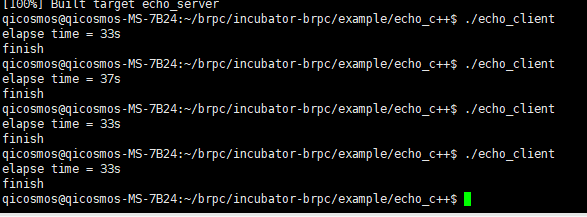 [100%] Built target echo_server
qicosmos@qicosmos-MS-7B24:~/brpc/incubator-brpc/example/echo_c++$ ./echo_client
elapse time = 33s
finish
qicosmos@qicosmos-MS-7B24:~/brpc/incubator-brpc/example/echo_c++$ ./echo_client
elapse time = 37s
finish
qicosmos@qicosmos-MS-7B24:~/brpc/incubator-brpc/example/echo_c++$ ./echo_client
elapse time = 33s
finish
qicosmos@qicosmos-MS-7B24:~/brpc/incubator-brpc/example/echo_c++$ ./echo_client
elapse time = 33s
finish
qicosmos@qicosmos-MS-7B24:~/brpc/incubator-brpc/example/echo_c++$